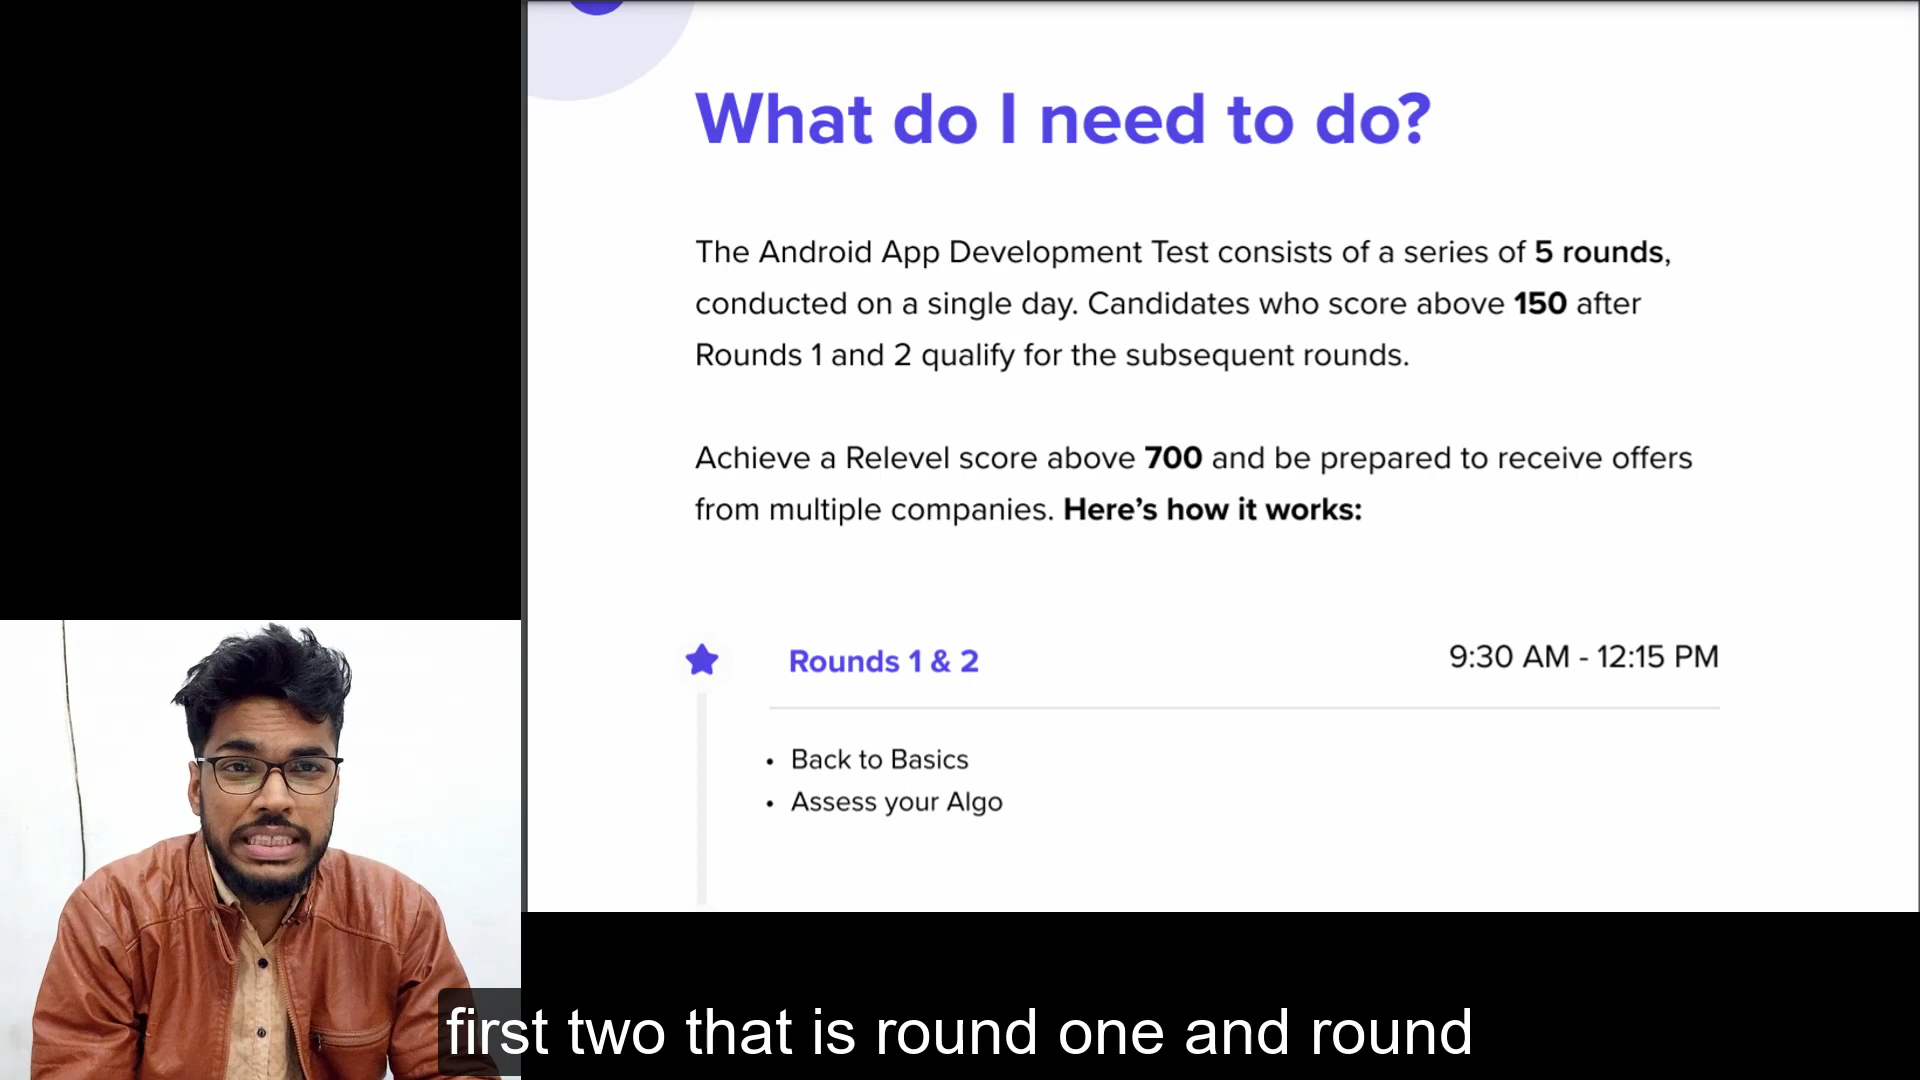 What do I need to do?
The Android App Development Test consists of a series of 5 rounds,
conducted on a single day. Candidates who score above 150 after
Rounds 1 and 2 qualify for the subsequent rounds.
Achieve a Relevel score above 700 and be prepared to receive offers
from multiple companies. Here’s how it works:
Rounds 1 & 2
9:30 AM - 12:15 PM
• Back to Basics
• Assess your Algo
first two that is round one and round